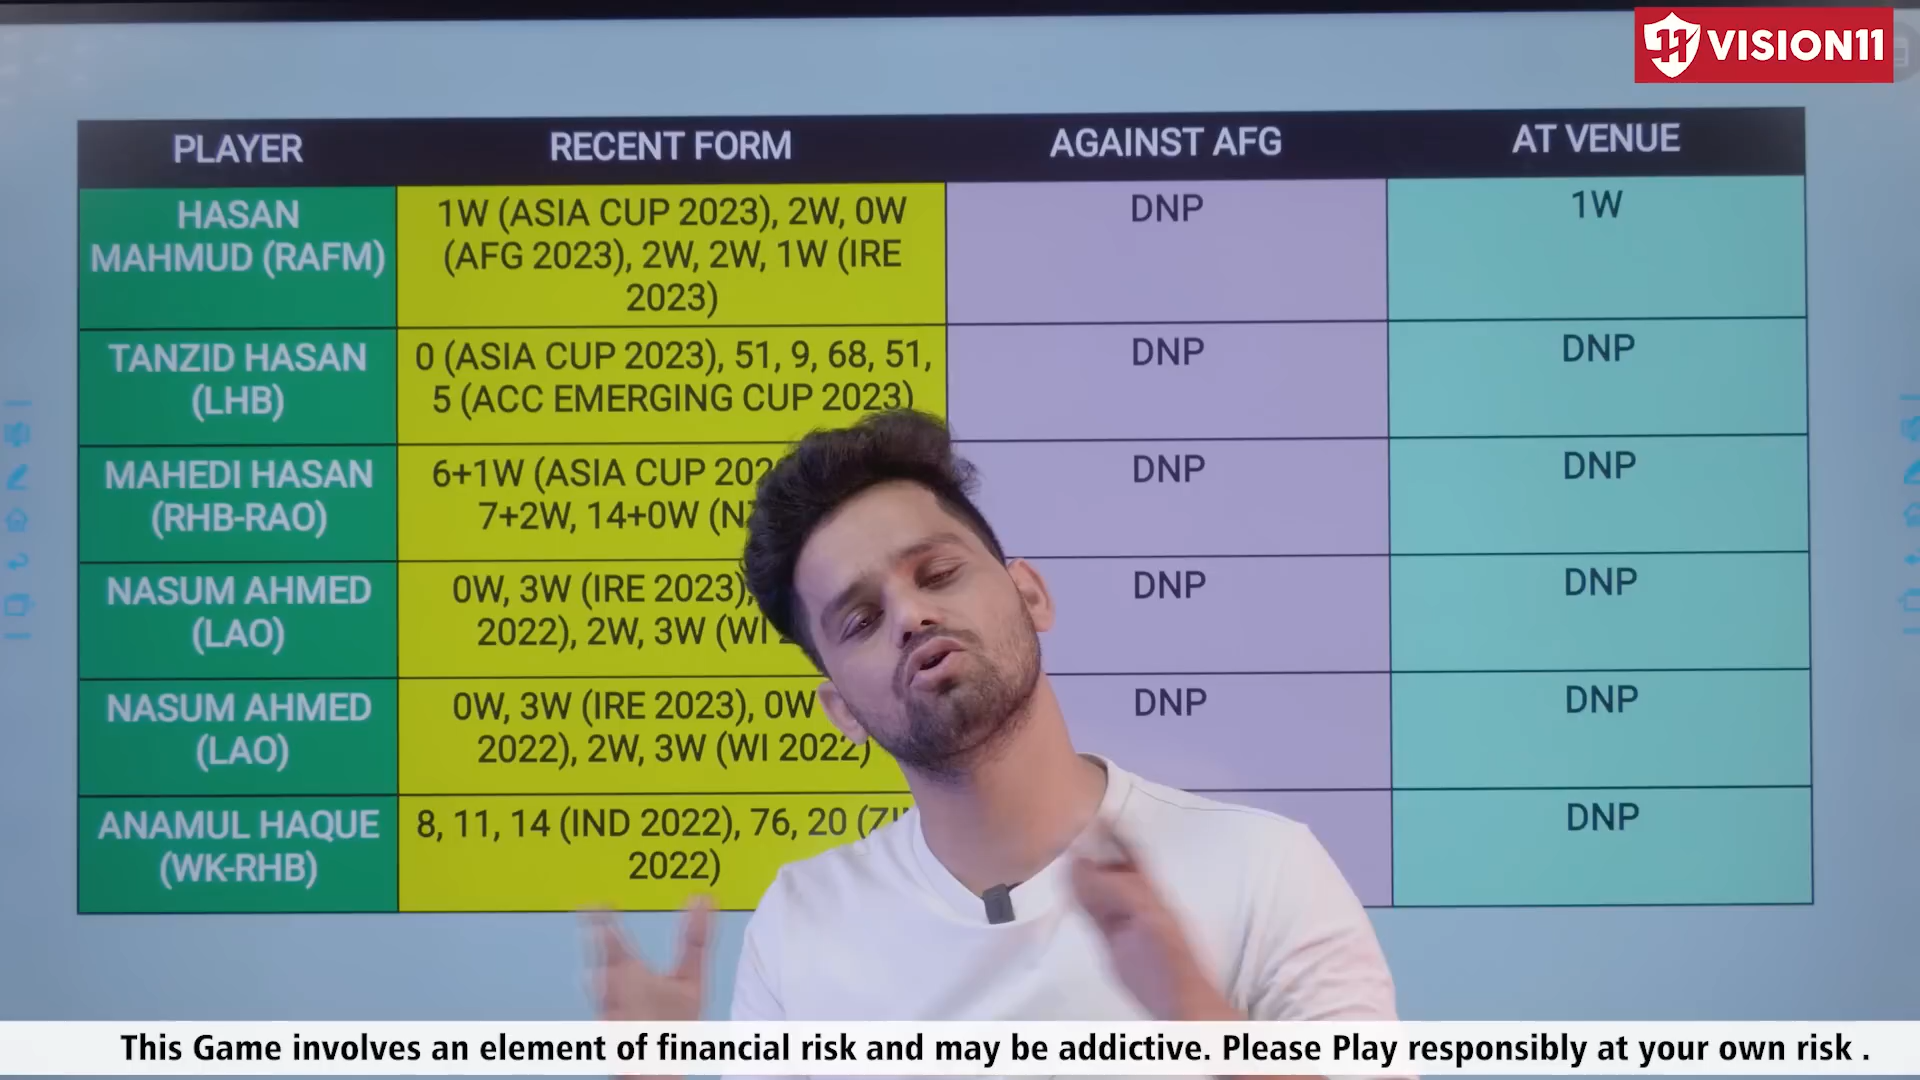 VISION11
PLAYER RECENT FORM AGAINST AFG AT VENUE
HASAN
MAHMUD (RAFM)
1W (ASIA CUP 2023), 2W, 0W
(AFG 2023), 2W, 2W, 1W (IRE
2023)
DNP
1W
TANZID HASAN
(LHB)
0 (ASIA CUP 2023), 51, 9, 68, 51,
5 (ACC EMERGING CUP 2023)
DNP
DNP
MAHEDI HASAN
(RHB-RAO)
6+1W (ASIA CUP
7+2W, 14+0W
DNP
DNP
NASUM AHMED
(LAO)
0W, 3W (IRE 2023),
2022), 2W, 3W (WI
DNP
DNP
NASUM AHMED
(LAO)
0W, 3W (IRE 2023), 0W
2022), 2W, 3W (WI 2022)
DNP
DNP
ANAMUL HAQUE
(WK-RHB)
8, 11, 14 (IND 2022), 76, 20
2022)
DNP
This Game involves an element of financial risk and may be addictive. Please Play responsibly at your own risk .